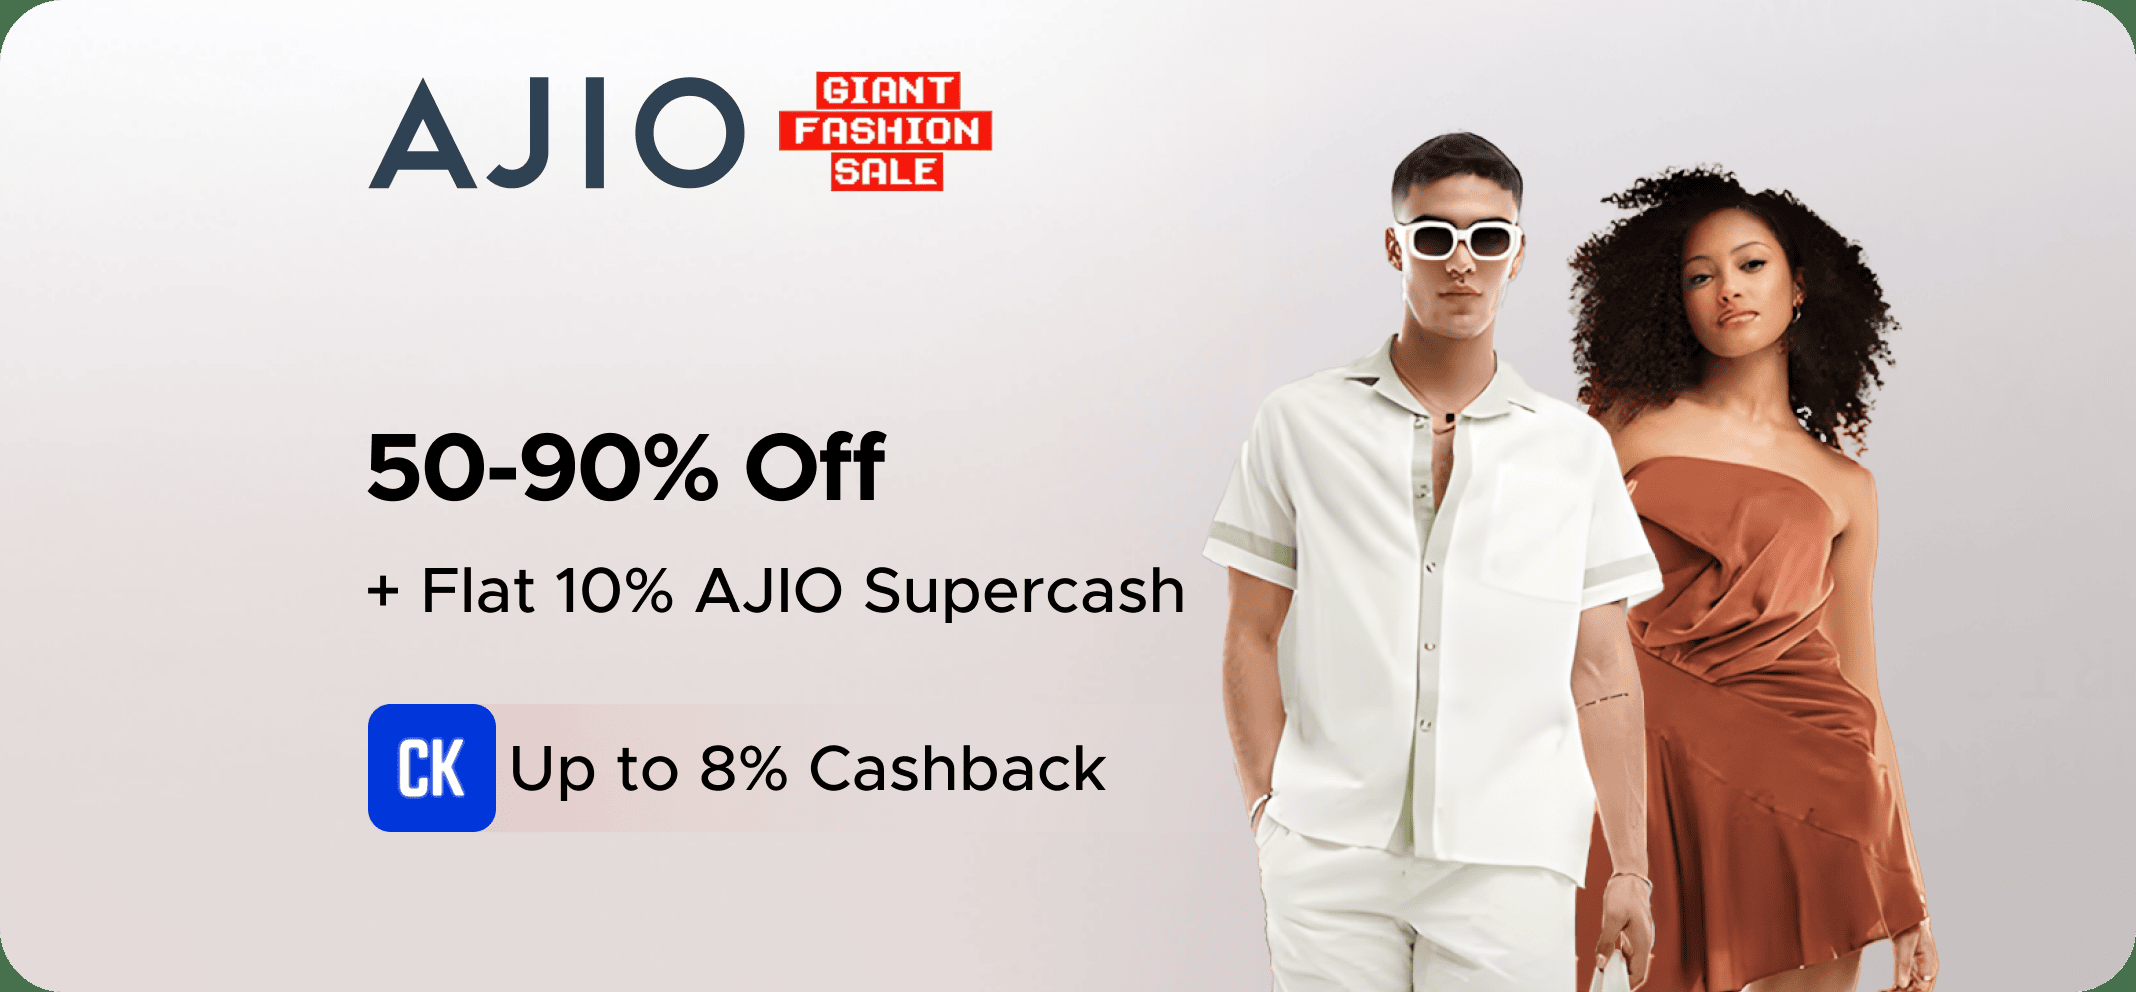 AJIO
GIANT
FASHION
SALE
50-90% Off
+ Flat 10% AJIO Supercash
CK Up to 8% Cashback